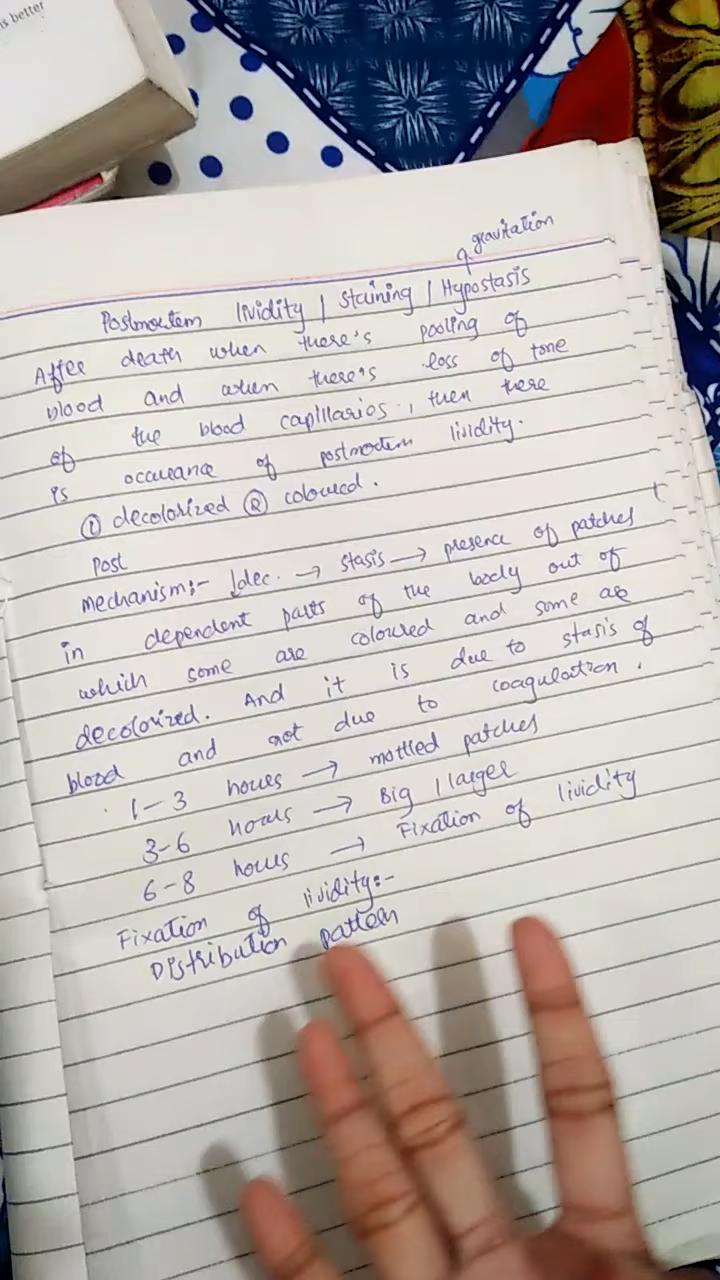 is better
gravitation
Postmortem lividity / Staining / Hypostasis
After death when there's pooling of
blood and when there's loss of tone
of the blood capillaries, then there
is occurance of postmortem lividity.
① decolorized ② coloured.
Post
mechanism:- ↓dec. → stasis → presence of patches
in dependent parts of the body out of
which some are coloured and some are
decolorized. And it is due to stasis of
blood and not due to coagulation.
1-3 hours → mottled patches
3-6 hours → Big / larger
6-8 hours → Fixation of lividity
Fixation of lividity:-
Distribution pattern